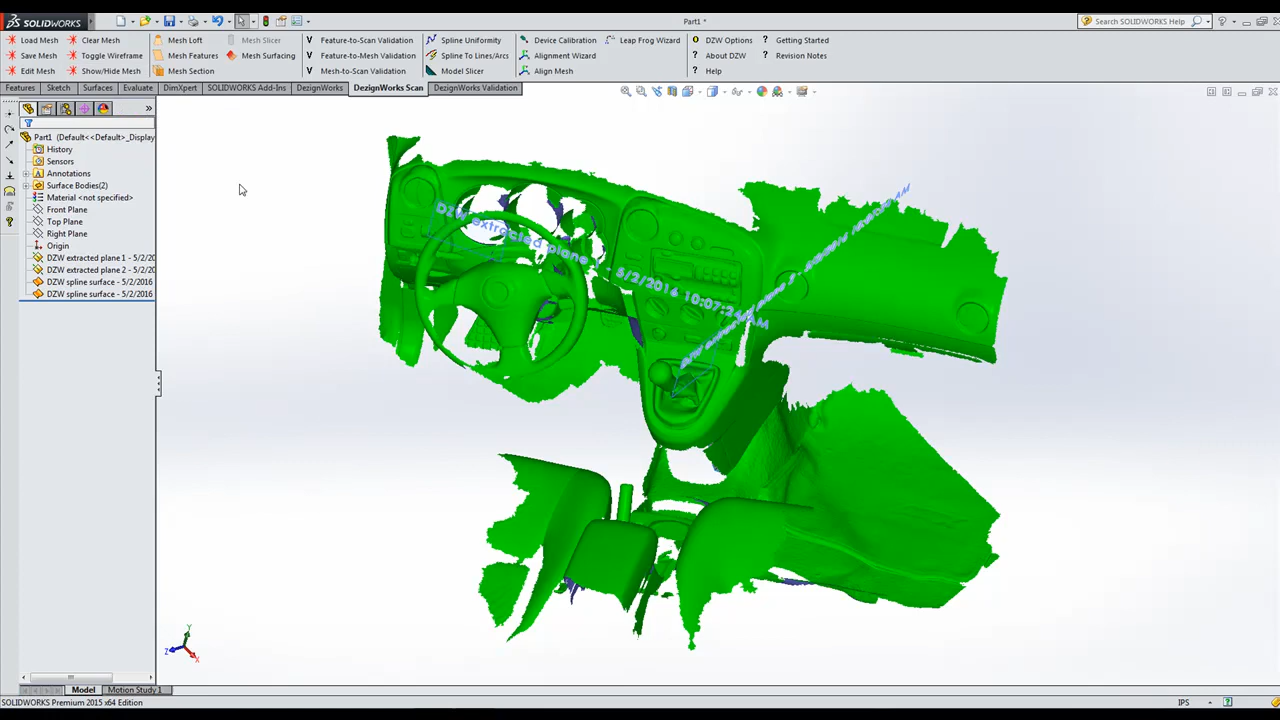 SOLIDWORKS
Part1 *
Search SOLIDWORKS Help
Load Mesh
Clear Mesh
Mesh Loft
Mesh Slicer
Feature-to-Scan Validation
Spline Uniformity
Device Calibration
Leap Frog Wizard
DZW Options
Getting Started
Save Mesh
Toggle Wireframe
Mesh Features
Mesh Surfacing
Feature-to-Mesh Validation
Spline To Lines/Arcs
Alignment Wizard
About DZW
Revision Notes
Edit Mesh
Show/Hide Mesh
Mesh Section
Mesh-to-Scan Validation
Model Slicer
Align Mesh
Help
Features
Sketch
Surfaces
Evaluate
DimXpert
SOLIDWORKS Add-Ins
DezignWorks
DezignWorks Scan
DezignWorks Validation
Part1 (Default<<Default>_Display
History
Sensors
Annotations
Surface Bodies(2)
Material <not specified>
Front Plane
Top Plane
Right Plane
Origin
DZW extracted plane 1 - 5/2/20
DZW extracted plane 2 - 5/2/20
DZW spline surface - 5/2/2016
DZW spline surface - 5/2/2016
DZW extracted plane 1 - 5/2/2016 10:07:24 AM
Y
Z
X
Model
Motion Study 1
SOLIDWORKS Premium 2015 x64 Edition
IPS